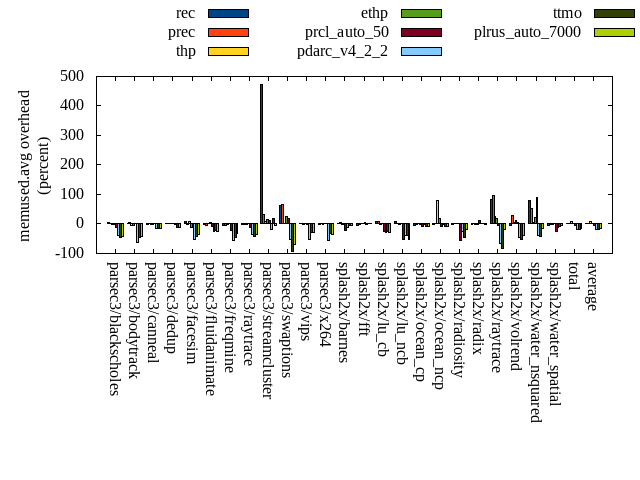 rec
prec
thp
ethp
prcl_auto_50
pdarc_v4_2_2
ttmo
plrus_auto_7000
memused.avg overhead
(percent)
500
400
300
200
100
0
-100
parsec3/blackscholes
parsec3/bodytrack
parsec3/canneal
parsec3/dedup
parsec3/facesim
parsec3/fluidanimate
parsec3/freqmine
parsec3/raytrace
parsec3/streamcluster
parsec3/swaptions
parsec3/vips
parsec3/x264
splash2x/barnes
splash2x/fft
splash2x/lu_cb
splash2x/lu_ncb
splash2x/ocean_cp
splash2x/ocean_ncp
splash2x/radiosity
splash2x/radix
splash2x/raytrace
splash2x/volrend
splash2x/water_nsquared
splash2x/water_spatial
total
average